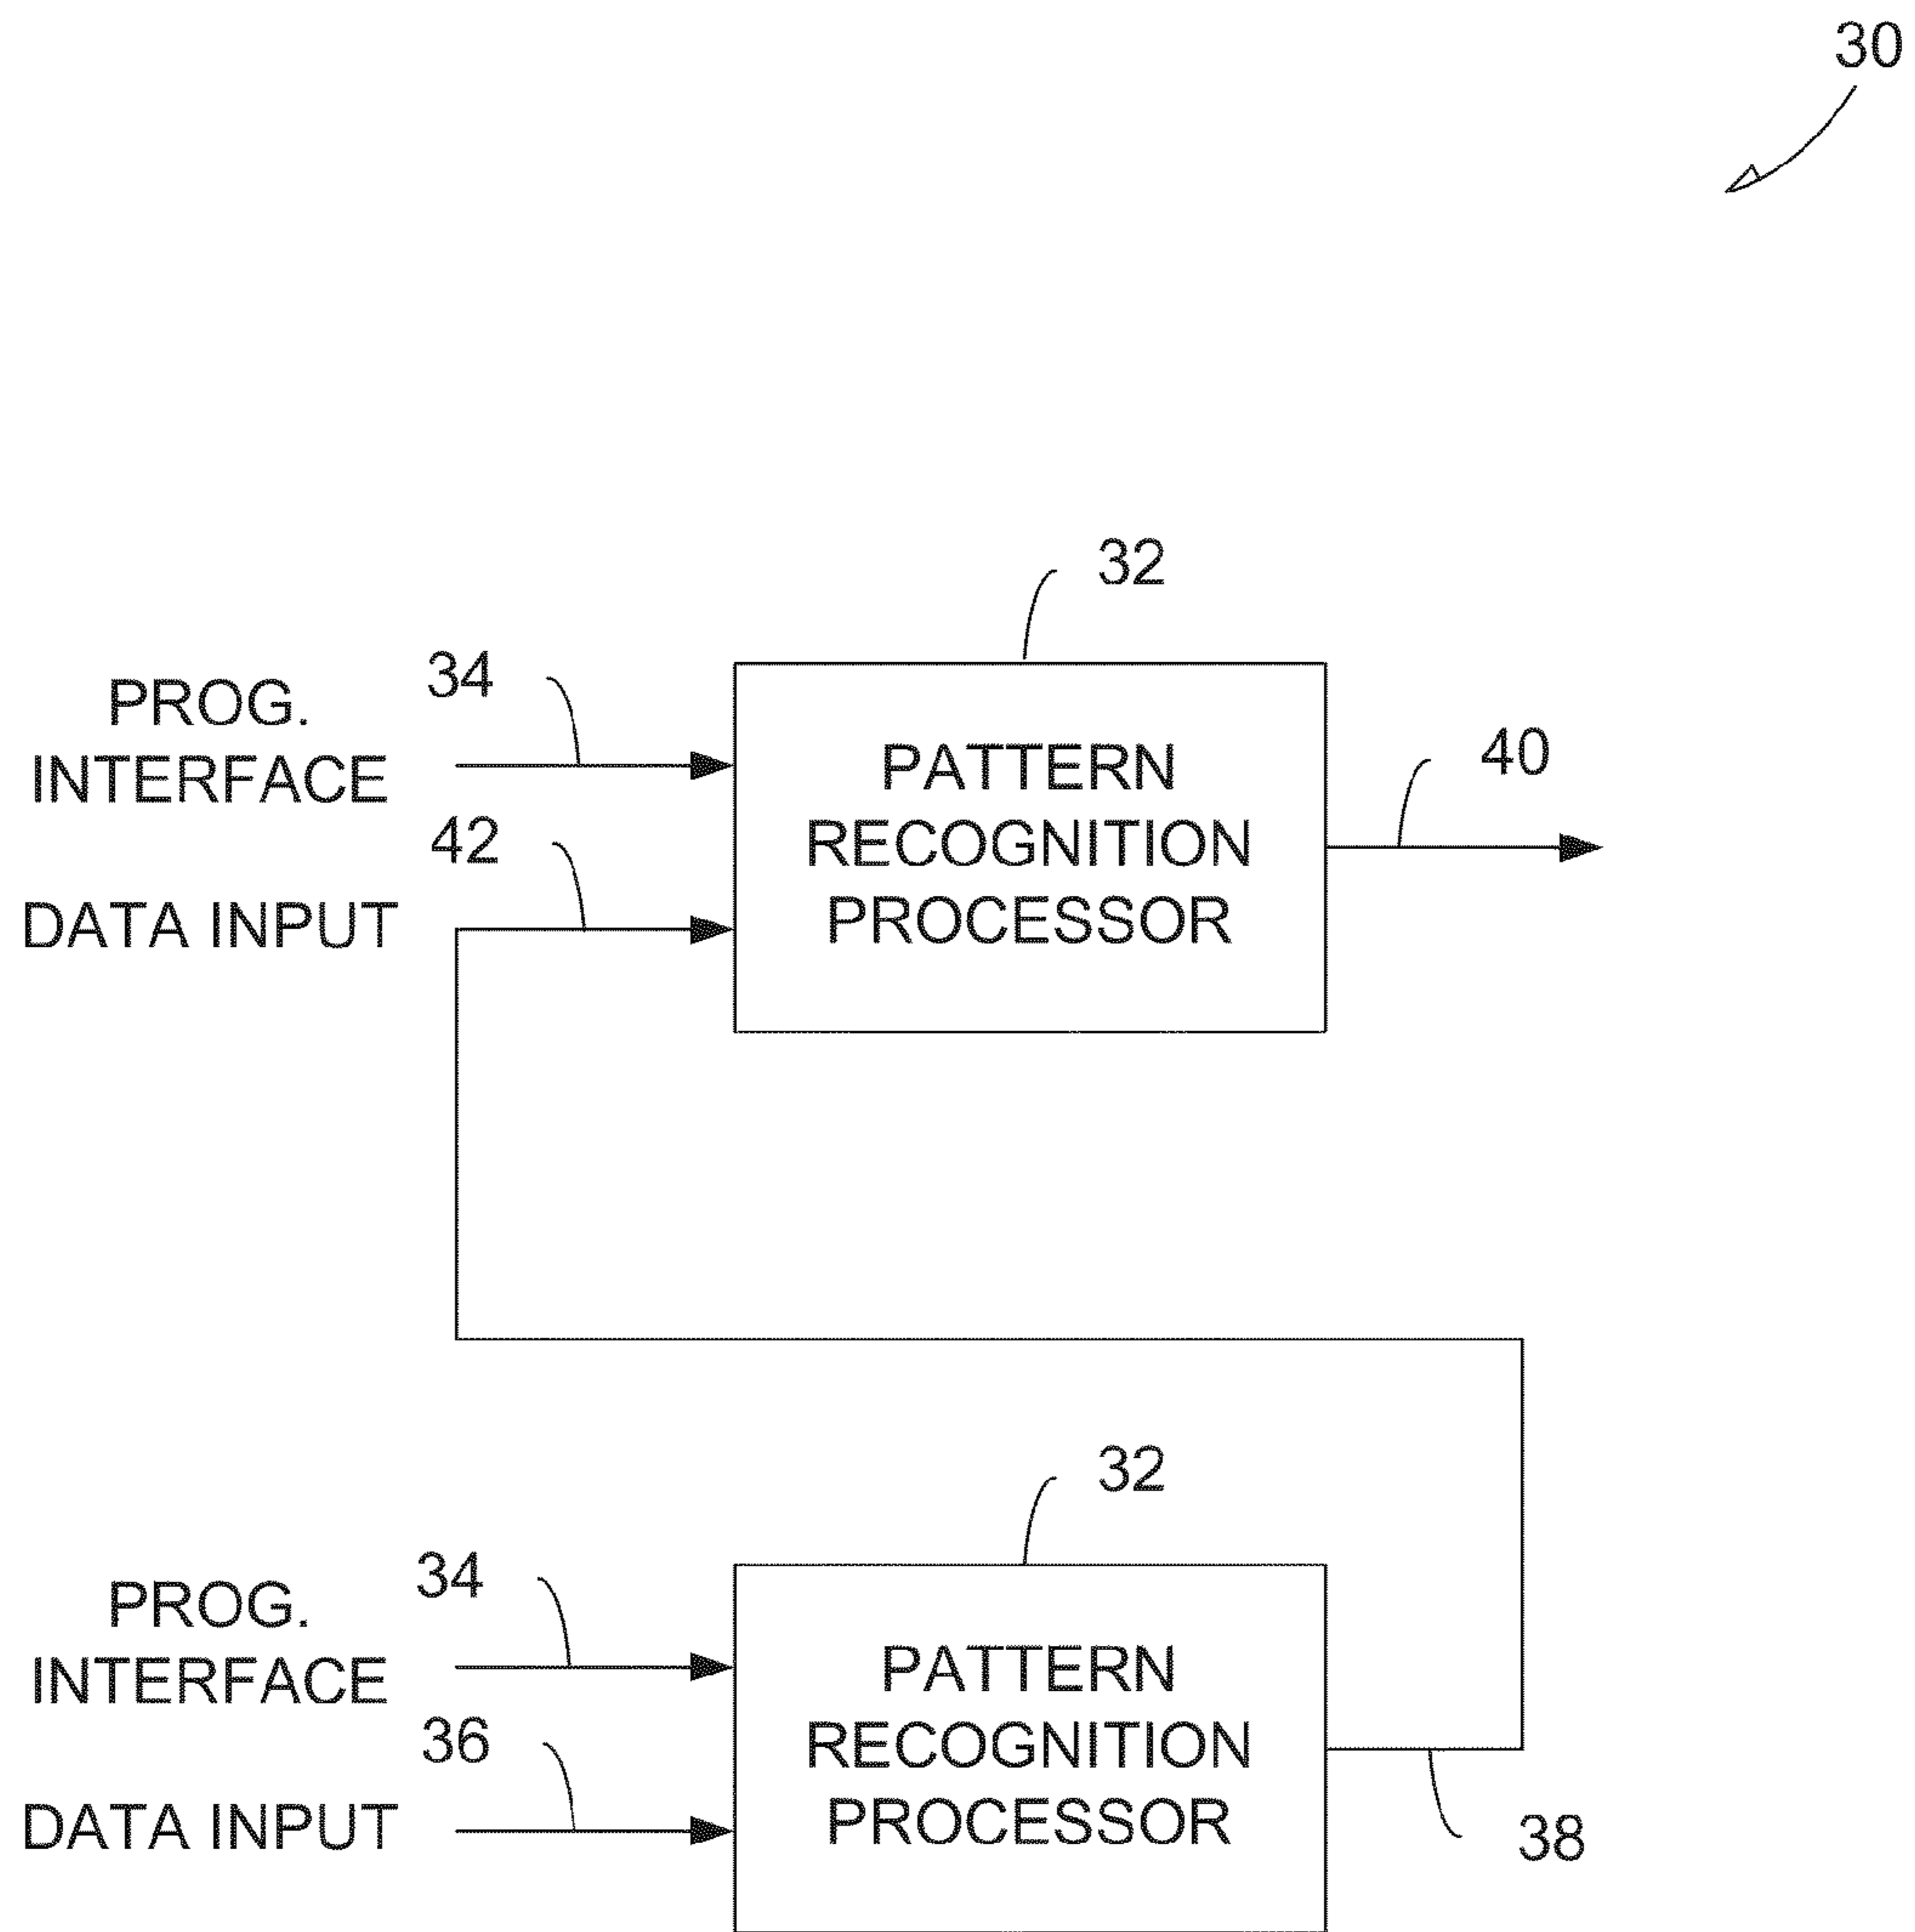 30
32
34
PROG.
INTERFACE
40
PATTERN
RECOGNITION
PROCESSOR
42
DATA INPUT
32
34
PROG.
INTERFACE
PATTERN
RECOGNITION
PROCESSOR
36
DATA INPUT
38